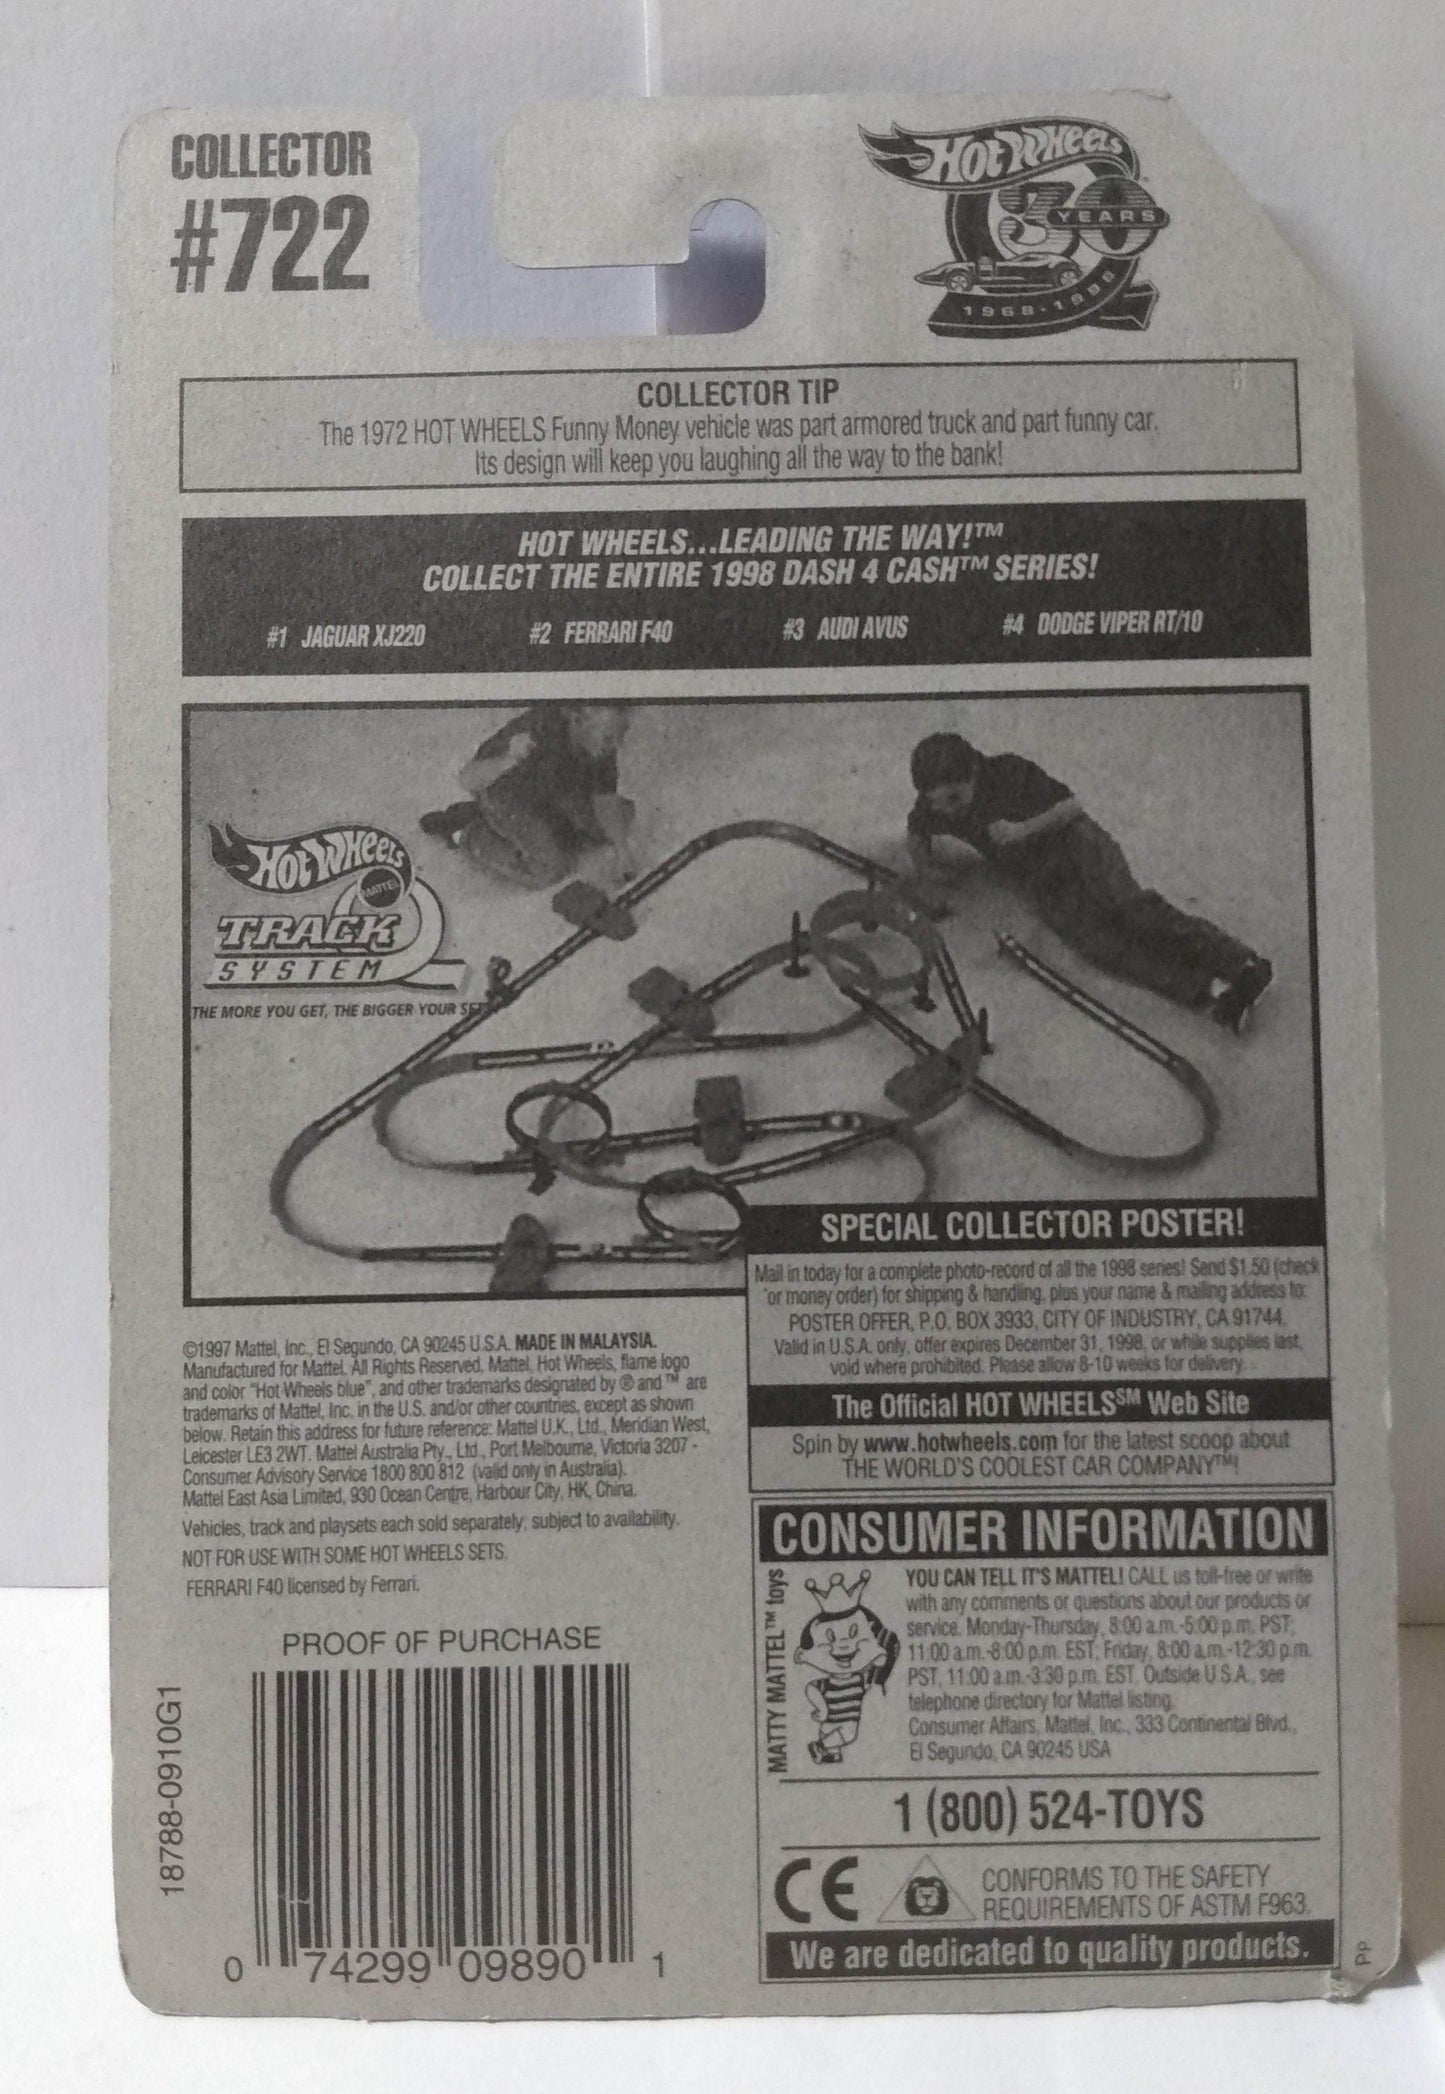 COLLECTOR
#722
Hot Wheels
30
YEARS
1968-1998
COLLECTOR TIP
The 1972 HOT WHEELS Funny Money vehicle was part armored truck and part funny car.
Its design will keep you laughing all the way to the bank!
HOT WHEELS...LEADING THE WAY!™
COLLECT THE ENTIRE 1998 DASH 4 CASH™ SERIES!
#1 JAGUAR XJ220 #2 FERRARI F40 #3 AUDI AVUS #4 DODGE VIPER RT/10
Hot Wheels
MATTEL
TRACK
SYSTEM
THE MORE YOU GET, THE BIGGER YOUR SET
SPECIAL COLLECTOR POSTER!
Mail in today for a complete photo-record of all the 1998 series! Send $1.50 (check
or money order) for shipping & handling, plus your name & mailing address to:
POSTER OFFER, P.O. BOX 3933, CITY OF INDUSTRY, CA 91744.
Valid in U.S.A. only, offer expires December 31, 1998, or while supplies last,
void where prohibited. Please allow 8-10 weeks for delivery.
The Official HOT WHEELS℠ Web Site
Spin by www.hotwheels.com for the latest scoop about
THE WORLD'S COOLEST CAR COMPANY™!
©1997 Mattel, Inc., El Segundo, CA 90245 U.S.A. MADE IN MALAYSIA.
Manufactured for Mattel. All Rights Reserved. Mattel, Hot Wheels, flame logo
and color "Hot Wheels blue", and other trademarks designated by ® and ™ are
trademarks of Mattel, Inc. in the U.S. and/or other countries, except as shown
below. Retain this address for future reference: Mattel U.K., Ltd., Meridian West,
Leicester LE3 2WT. Mattel Australia Pty., Ltd., Port Melbourne, Victoria 3207 -
Consumer Advisory Service 1800 800 812 (valid only in Australia).
Mattel East Asia Limited, 930 Ocean Centre, Harbour City, HK, China.
Vehicles, track and playsets each sold separately, subject to availability.
NOT FOR USE WITH SOME HOT WHEELS SETS.
FERRARI F40 licensed by Ferrari.
PROOF OF PURCHASE
18788-0910G1
0 74299 09890 1
CONSUMER INFORMATION
MATTY MATTEL™ toys
YOU CAN TELL IT'S MATTEL! CALL us toll-free or write
with any comments or questions about our products or
service. Monday-Thursday, 8:00 a.m.-5:00 p.m. PST;
11:00 a.m.-8:00 p.m. EST; Friday, 8:00 a.m.-12:30 p.m.
PST, 11:00 a.m.-3:30 p.m. EST. Outside U.S.A., see
telephone directory for Mattel listing.
Consumer Affairs, Mattel, Inc., 333 Continental Blvd.,
El Segundo, CA 90245 USA
1 (800) 524-TOYS
CE
CONFORMS TO THE SAFETY
REQUIREMENTS OF ASTM F963.
We are dedicated to quality products.
PP